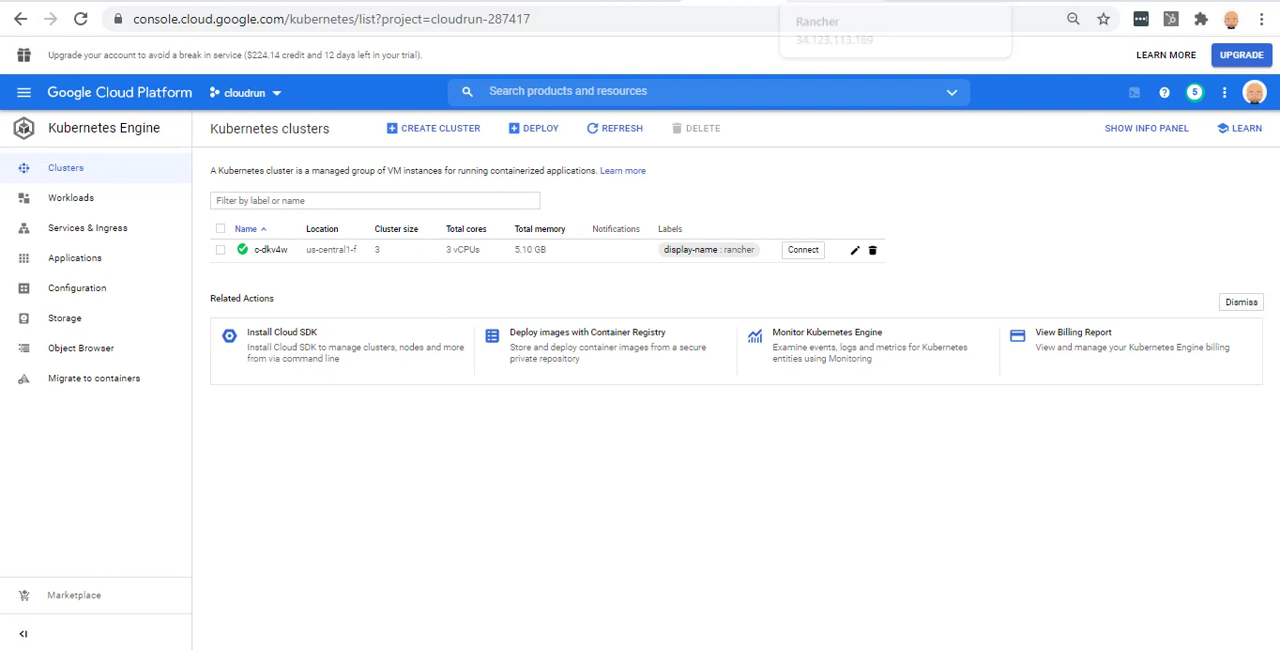 console.cloud.google.com/kubernetes/list?project=cloudrun-287417
Rancher
34.123.113.189
Upgrade your account to avoid a break in service ($224.14 credit and 12 days left in your trial).
LEARN MORE
UPGRADE
Google Cloud Platform
cloudrun
Search products and resources
5
Kubernetes Engine
Kubernetes clusters
CREATE CLUSTER
DEPLOY
REFRESH
DELETE
SHOW INFO PANEL
LEARN
Clusters
Workloads
Services & Ingress
Applications
Configuration
Storage
Object Browser
Migrate to containers
Marketplace
A Kubernetes cluster is a managed group of VM instances for running containerized applications. Learn more
Filter by label or name
Name Location Cluster size Total cores Total memory Notifications Labels
c-dkv4w us-central1-f 3 3 vCPUs 5.10 GB display-name : rancher Connect
Related Actions
Dismiss
Install Cloud SDK
Install Cloud SDK to manage clusters, nodes and more
from via command line
Deploy images with Container Registry
Store and deploy container images from a secure
private repository
Monitor Kubernetes Engine
Examine events, logs and metrics for Kubernetes
entities using Monitoring
View Billing Report
View and manage your Kubernetes Engine billing